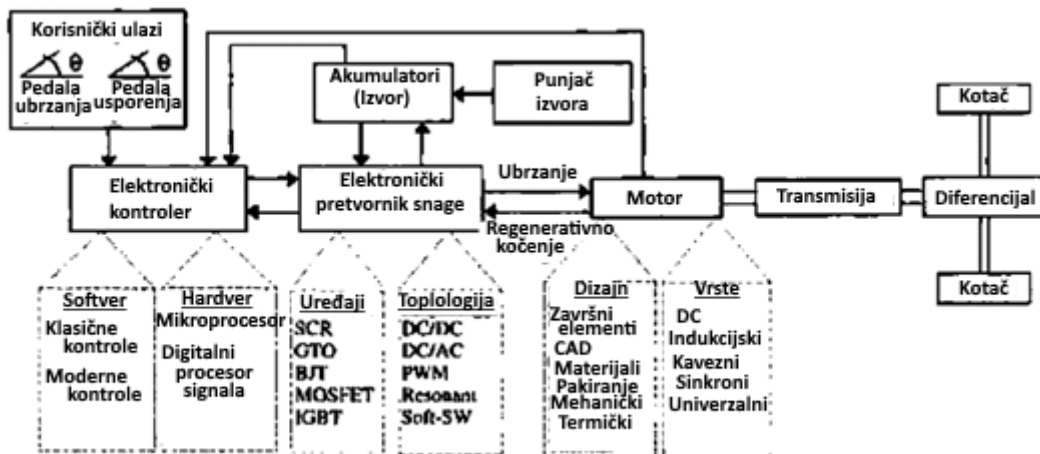 Korisnički ulazi
θ
θ
Pedala
ubrzanja
Pedala
usporenja
Akumulatori
(Izvor)
Punjač
izvora
Kotač
Elektronički
kontroler
Elektronički
pretvornik snage
Ubrzanje
Regenerativno
kočenje
Motor
Transmisija
Diferencijal
Kotač
Softver
Klasične
kontrole
Moderne
kontrole
Hardver
Mikroprocesor
Digitalni
procesor
signala
Uređaji
SCR
GTO
BJT
MOSFET
IGBT
Toplologija
DC/DC
DC/AC
PWM
Resonant
Soft-SW
Dizajn
Završni
elementi
CAD
Materijali
Pakiranje
Mehanički
Termički
Vrste
DC
Indukcijski
Kavezni
Sinkroni
Univerzalni